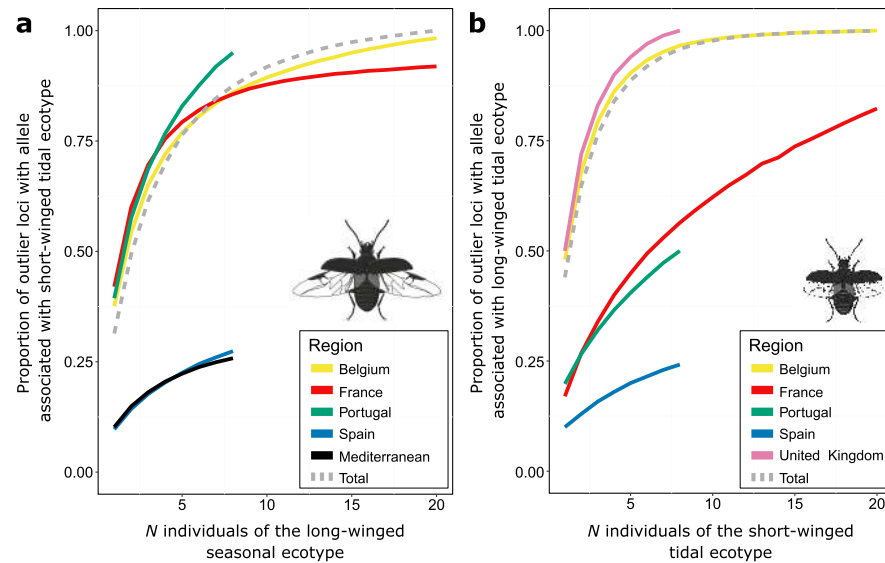 a
Proportion of outlier loci with allele
associated with short-winged tidal ecotype
1.00
0.75
0.50
0.25
0.00
Region
Belgium
France
Portugal
Spain
Mediterranean
Total
5
10
15
20
N individuals of the long-winged
seasonal ecotype
b
Proportion of outlier loci with allele
associated with long-winged tidal ecotype
1.00
0.75
0.50
0.25
0.00
Region
Belgium
France
Portugal
Spain
United Kingdom
Total
5
10
15
20
N individuals of the short-winged
tidal ecotype